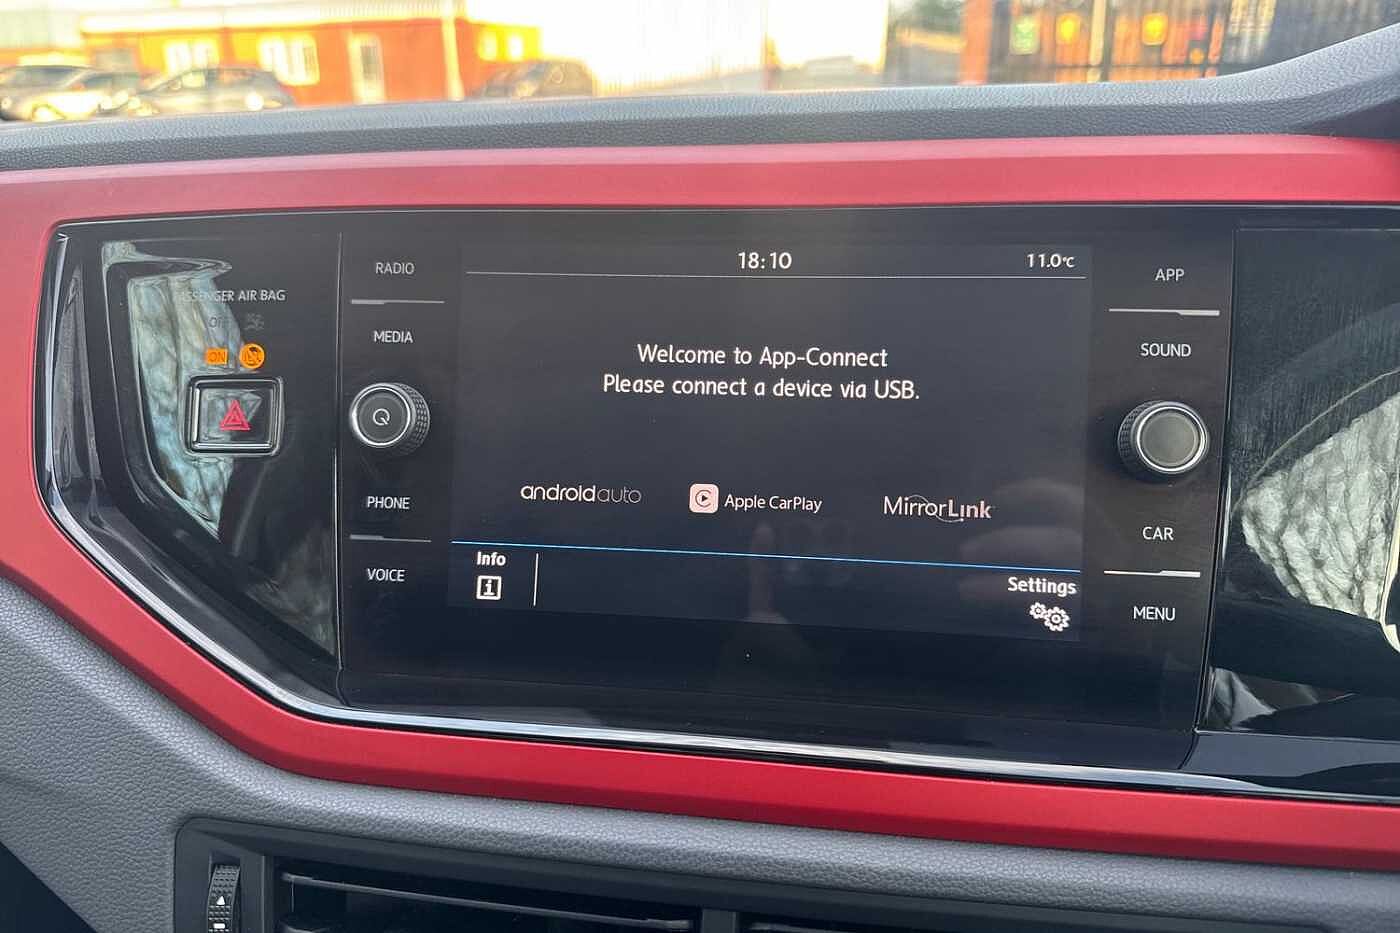 PASSENGER AIR BAG
OFF
ON
RADIO
MEDIA
PHONE
VOICE
18:10
11.0°C
Welcome to App-Connect
Please connect a device via USB.
androidauto
Apple CarPlay
MirrorLink
Info
i
Settings
APP
SOUND
CAR
MENU